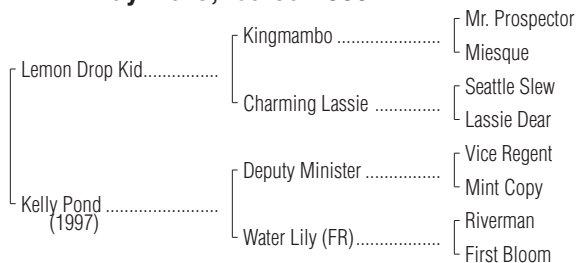 Kingmambo
Mr. Prospector
Miesque
Lemon Drop Kid
Charming Lassie
Seattle Slew
Lassie Dear
Kelly Pond
(1997)
Deputy Minister
Vice Regent
Mint Copy
Water Lily (FR)
Riverman
First Bloom